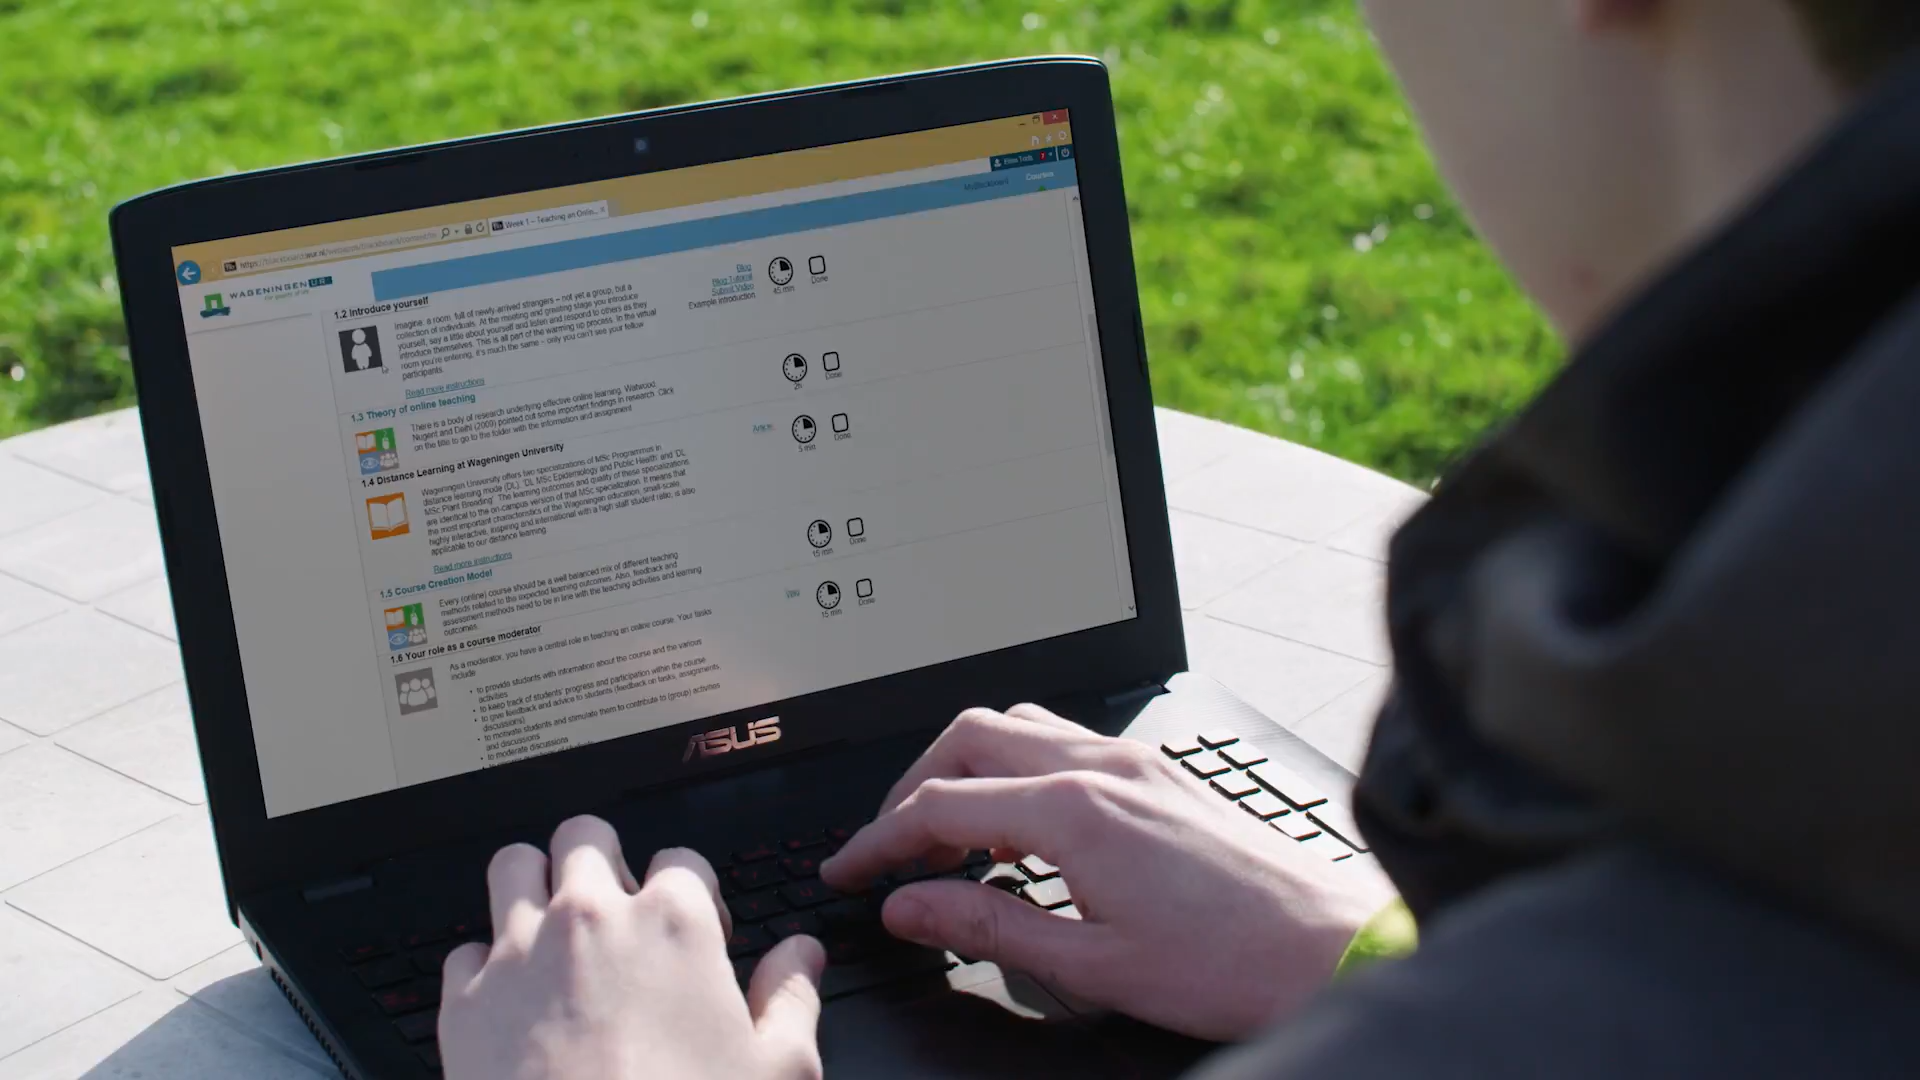 Week 1 – Teaching an Onlin...
Elles Tools
MyBlackboard
Courses
WAGENINGEN UR
For quality of life
1.2 Introduce yourself
Imagine: a room, full of newly-arrived strangers – not yet a group, but a
collection of individuals. At the meeting and greeting stage you introduce
yourself, say a little about yourself and listen and respond to others as they
introduce themselves. This is all part of the warming up process. In the virtual
room you're entering, it's much the same – only you can't see your fellow
participants.
Read more instructions
Blog
Blog Tutorial
Submit Video
Example introduction
45 min
Done
1.3 Theory of online teaching
There is a body of research underlying effective online learning. Watwood,
Nugent and Deihl (2009) pointed out some important findings in research. Click
on the title to go to the folder with the information and assignment
2h
Done
1.4 Distance Learning at Wageningen University
Wageningen University offers two specializations of MSc Programmes in
distance learning mode (DL), 'DL MSc Epidemiology and Public Health' and 'DL
MSc Plant Breeding'. The learning outcomes and quality of these specializations
are identical to the on-campus version of that MSc specialization. It means that
the most important characteristics of the Wageningen education, small-scale,
highly interactive, inspiring and international with a high staff student ratio, is also
applicable to our distance learning.
Read more instructions
5 min
Done
1.5 Course Creation Model
Every (online) course should be a well balanced mix of different teaching
methods related to the expected learning outcomes. Also, feedback and
assessment methods need to be in line with the teaching activities and learning
outcomes.
15 min
Done
1.6 Your role as a course moderator
As a moderator, you have a central role in teaching an online course. Your tasks
include
• to provide students with information about the course and the various
activities
• to keep track of students' progress and participation within the course
• to give feedback and advice to students (feedback on tasks, assignments,
discussions)
• to motivate students and stimulate them to contribute to (group) activities
and discussions
• to moderate discussions
15 min
Done
ASUS